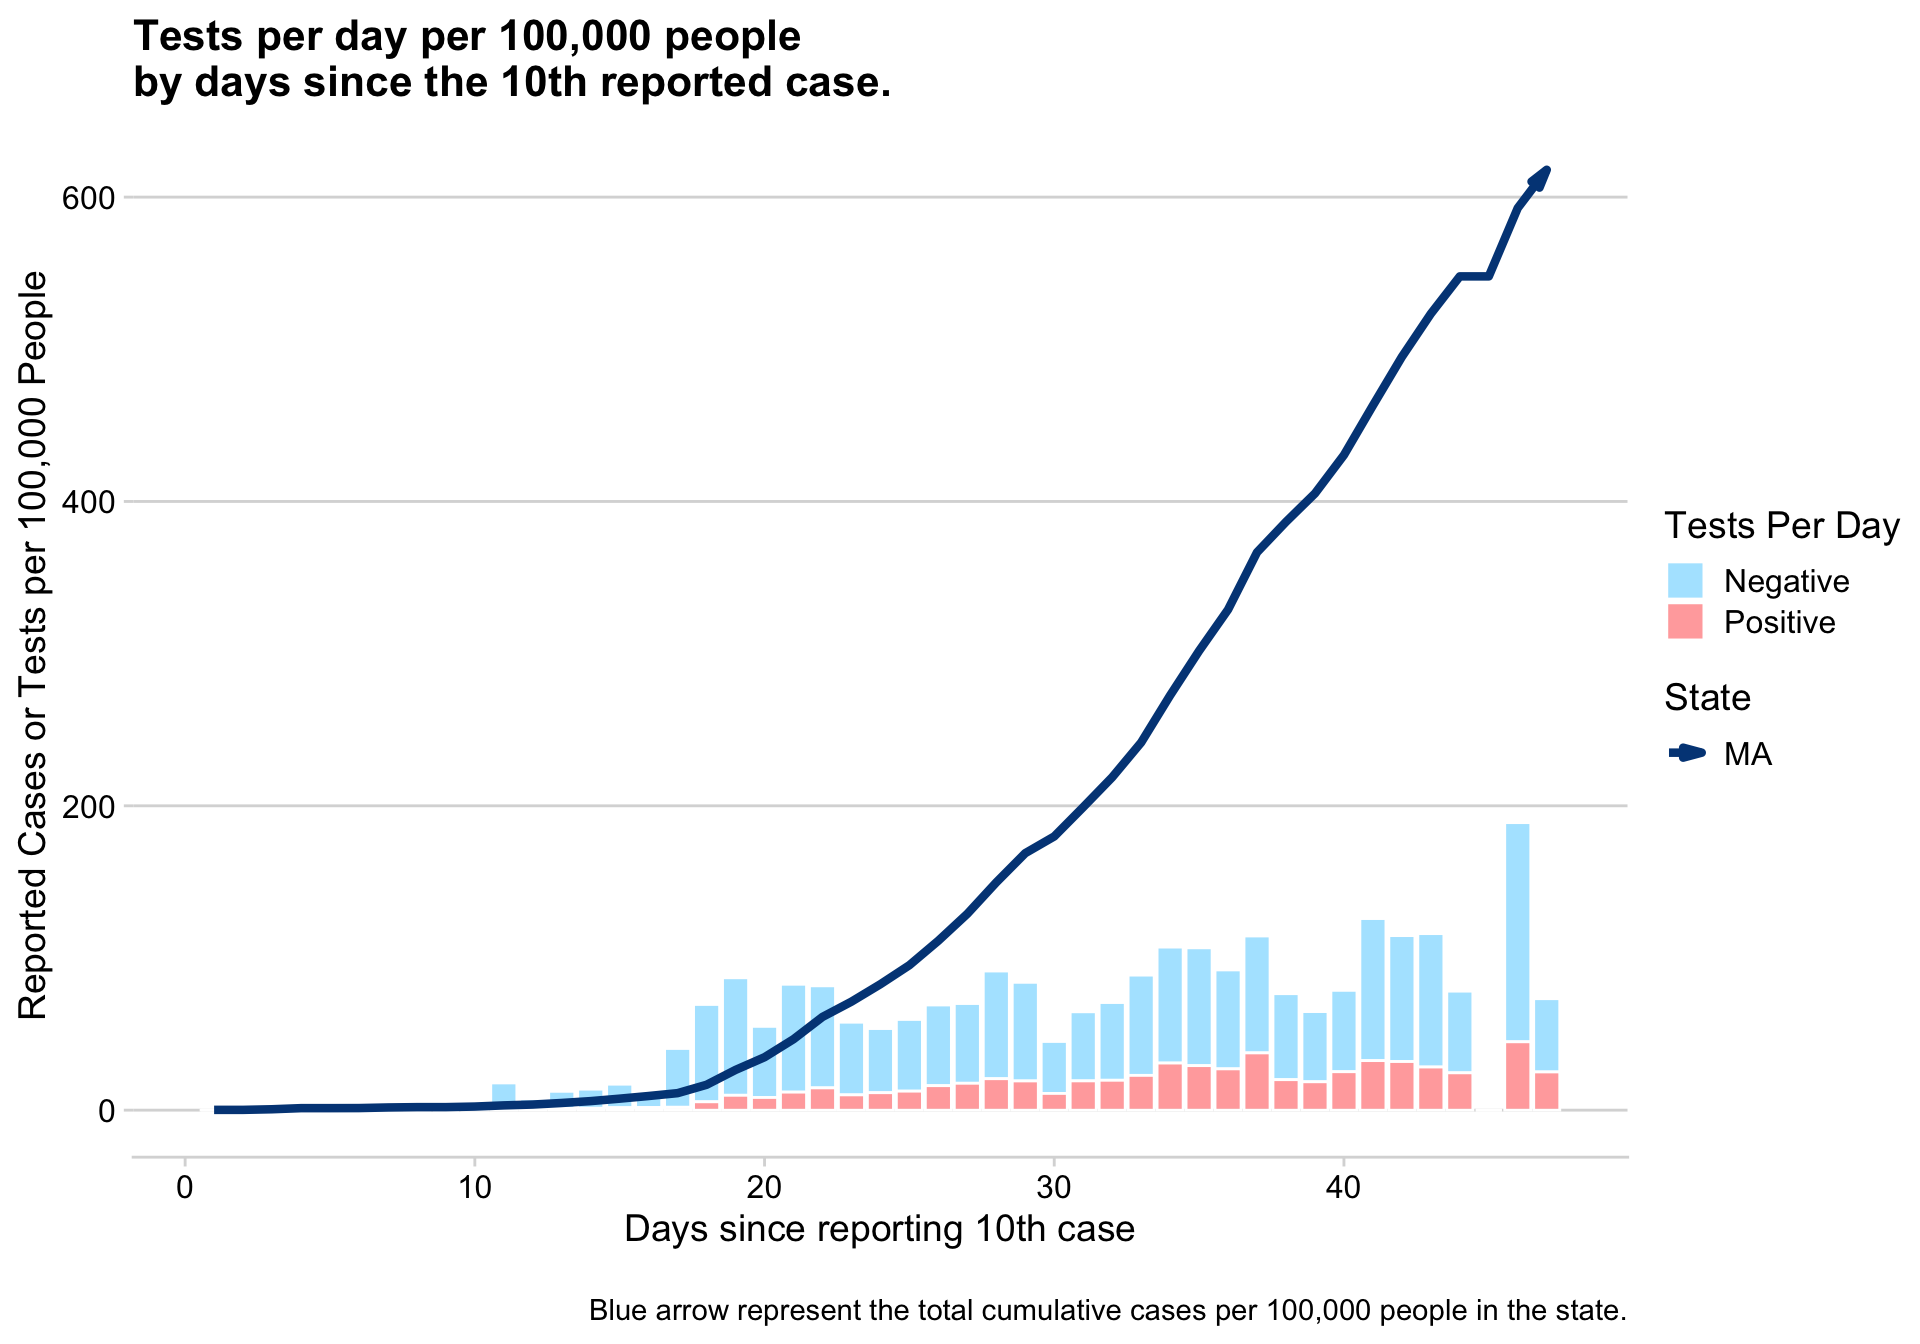 Tests per day per 100,000 people
by days since the 10th reported case.
Reported Cases or Tests per 100,000 People
600
400
200
0
0 10 20 30 40
Days since reporting 10th case
Tests Per Day
Negative
Positive
State
MA
Blue arrow represent the total cumulative cases per 100,000 people in the state.